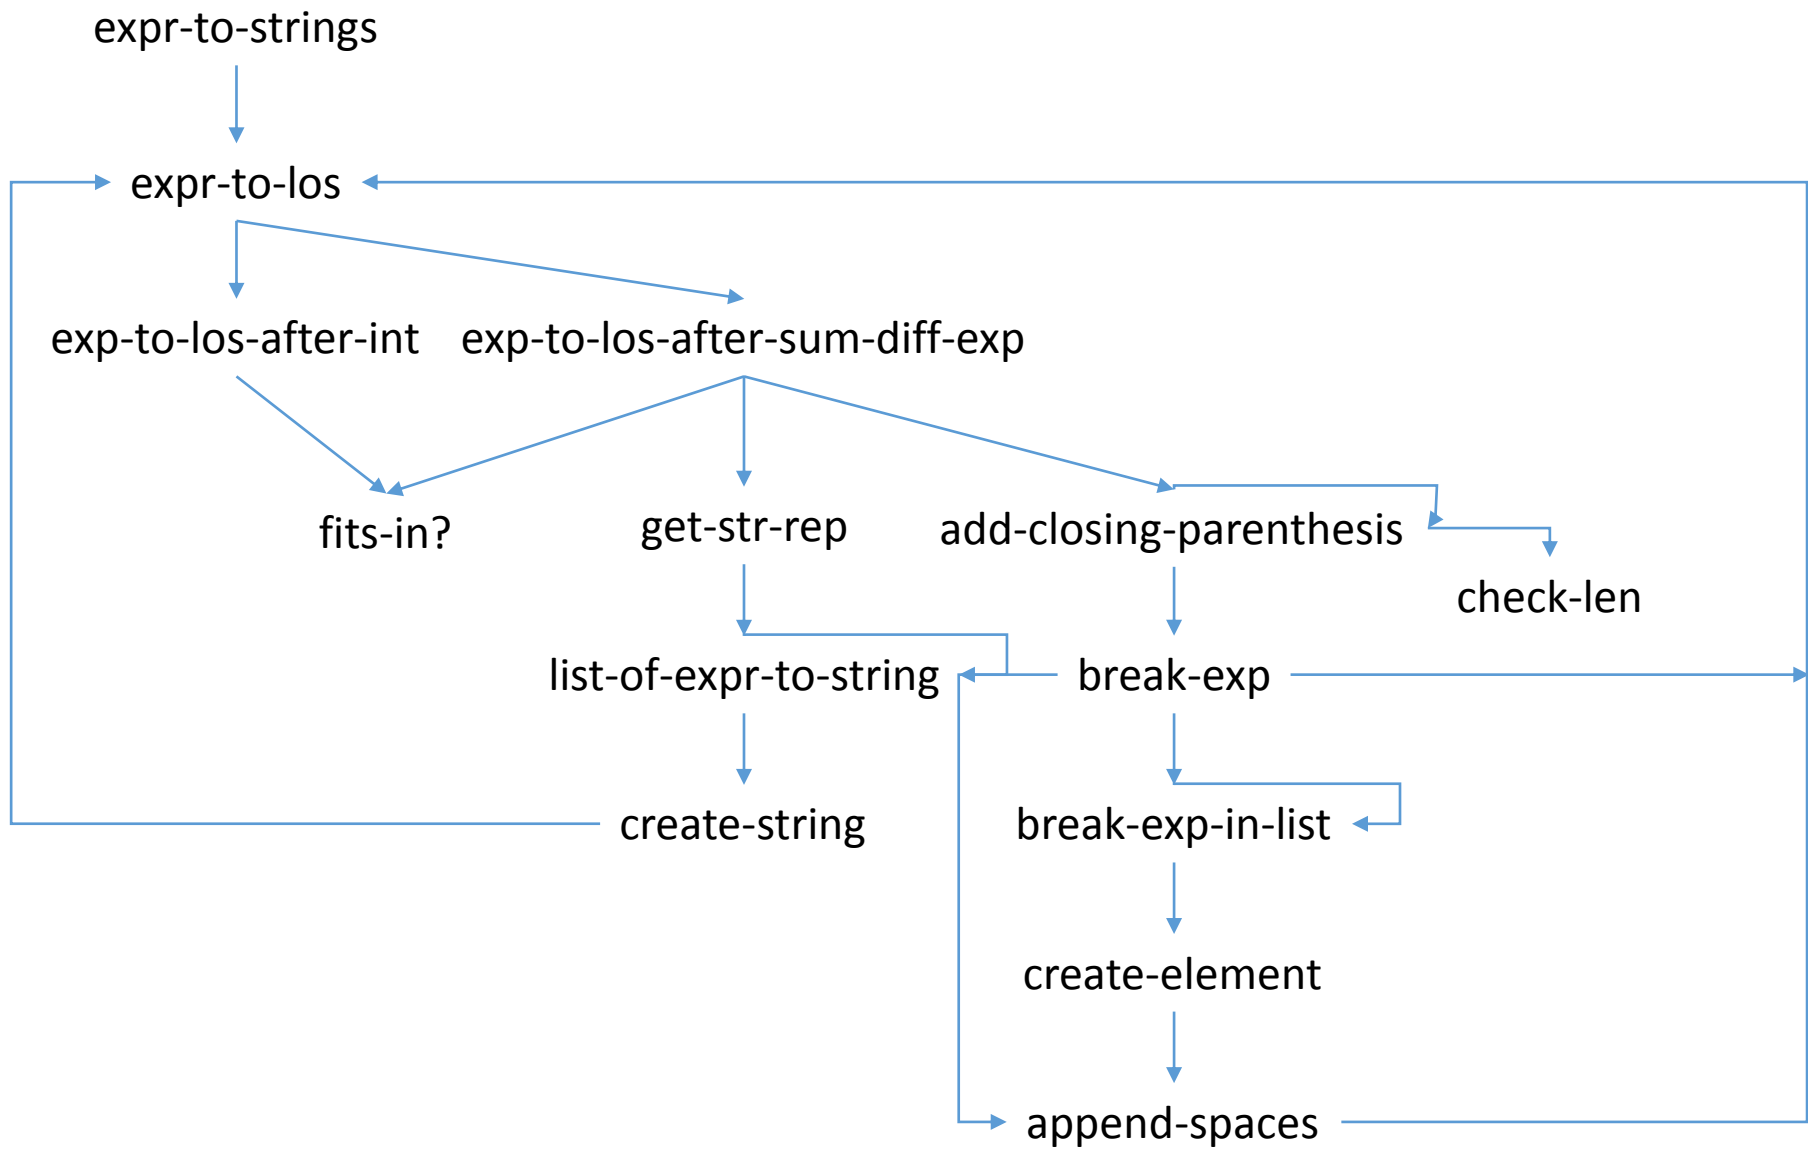 expr-to-strings
expr-to-los
exp-to-los-after-int
exp-to-los-after-sum-diff-exp
fits-in?
get-str-rep
add-closing-parenthesis
check-len
list-of-expr-to-string
break-exp
create-string
break-exp-in-list
create-element
append-spaces